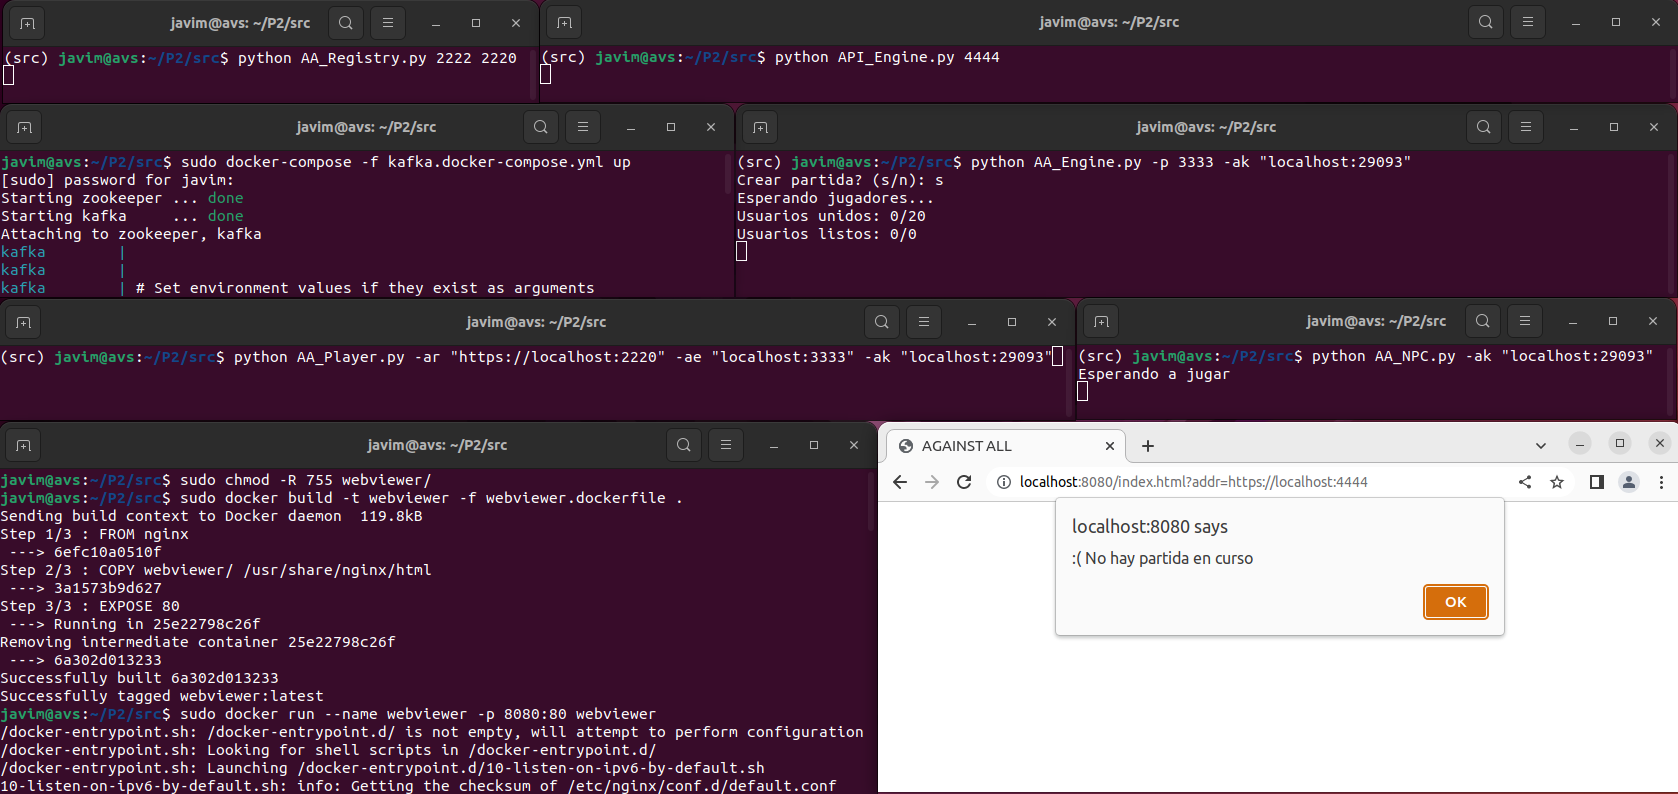 javim@avs: ~/P2/src
(src) javim@avs:~/P2/src$ python AA_Registry.py 2222 2220
javim@avs: ~/P2/src
(src) javim@avs:~/P2/src$ python API_Engine.py 4444
javim@avs: ~/P2/src
javim@avs:~/P2/src$ sudo docker-compose -f kafka.docker-compose.yml up
[sudo] password for javim:
Starting zookeeper ... done
Starting kafka     ... done
Attaching to zookeeper, kafka
kafka        |
kafka        |
kafka        | # Set environment values if they exist as arguments
javim@avs: ~/P2/src
(src) javim@avs:~/P2/src$ python AA_Engine.py -p 3333 -ak "localhost:29093"
Crear partida? (s/n): s
Esperando jugadores...
Usuarios unidos: 0/20
Usuarios listos: 0/0
javim@avs: ~/P2/src
(src) javim@avs:~/P2/src$ python AA_Player.py -ar "https://localhost:2220" -ae "localhost:3333" -ak "localhost:29093"
javim@avs: ~/P2/src
(src) javim@avs:~/P2/src$ python AA_NPC.py -ak "localhost:29093"
Esperando a jugar
javim@avs: ~/P2/src
javim@avs:~/P2/src$ sudo chmod -R 755 webviewer/
javim@avs:~/P2/src$ sudo docker build -t webviewer -f webviewer.dockerfile .
Sending build context to Docker daemon  119.8kB
Step 1/3 : FROM nginx
 ---> 6efc10a0510f
Step 2/3 : COPY webviewer/ /usr/share/nginx/html
 ---> 3a1573b9d627
Step 3/3 : EXPOSE 80
 ---> Running in 25e22798c26f
Removing intermediate container 25e22798c26f
 ---> 6a302d013233
Successfully built 6a302d013233
Successfully tagged webviewer:latest
javim@avs:~/P2/src$ sudo docker run --name webviewer -p 8080:80 webviewer
/docker-entrypoint.sh: /docker-entrypoint.d/ is not empty, will attempt to perform configuration
/docker-entrypoint.sh: Looking for shell scripts in /docker-entrypoint.d/
/docker-entrypoint.sh: Launching /docker-entrypoint.d/10-listen-on-ipv6-by-default.sh
10-listen-on-ipv6-by-default.sh: info: Getting the checksum of /etc/nginx/conf.d/default.conf
AGAINST ALL
localhost:8080/index.html?addr=https://localhost:4444
localhost:8080 says
:( No hay partida en curso
OK